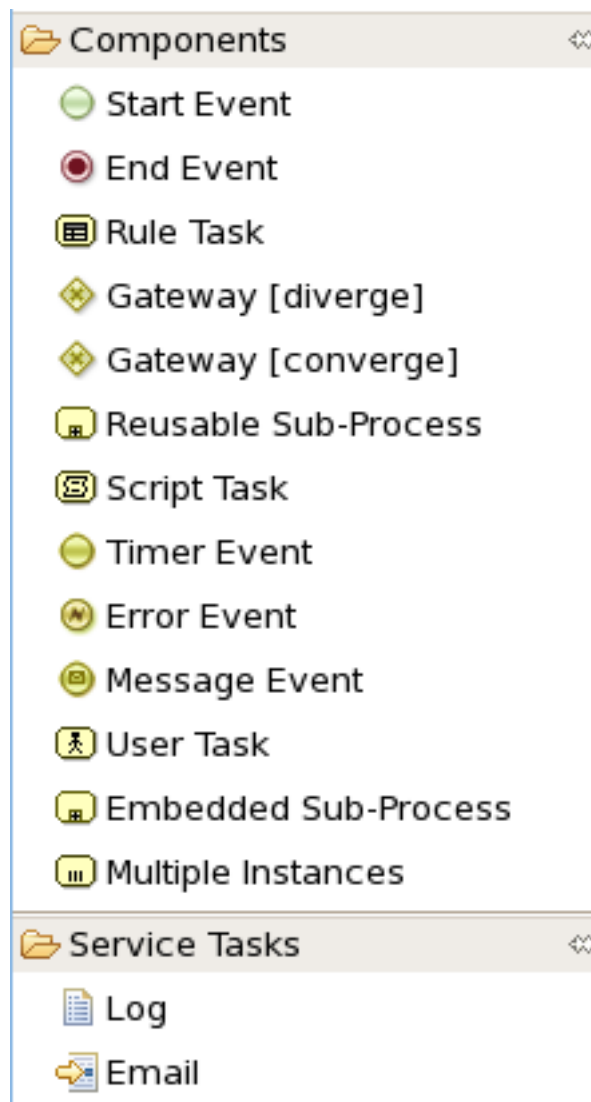 Components
Start Event
End Event
Rule Task
Gateway [diverge]
Gateway [converge]
Reusable Sub-Process
Script Task
Timer Event
Error Event
Message Event
User Task
Embedded Sub-Process
Multiple Instances
Service Tasks
Log
Email